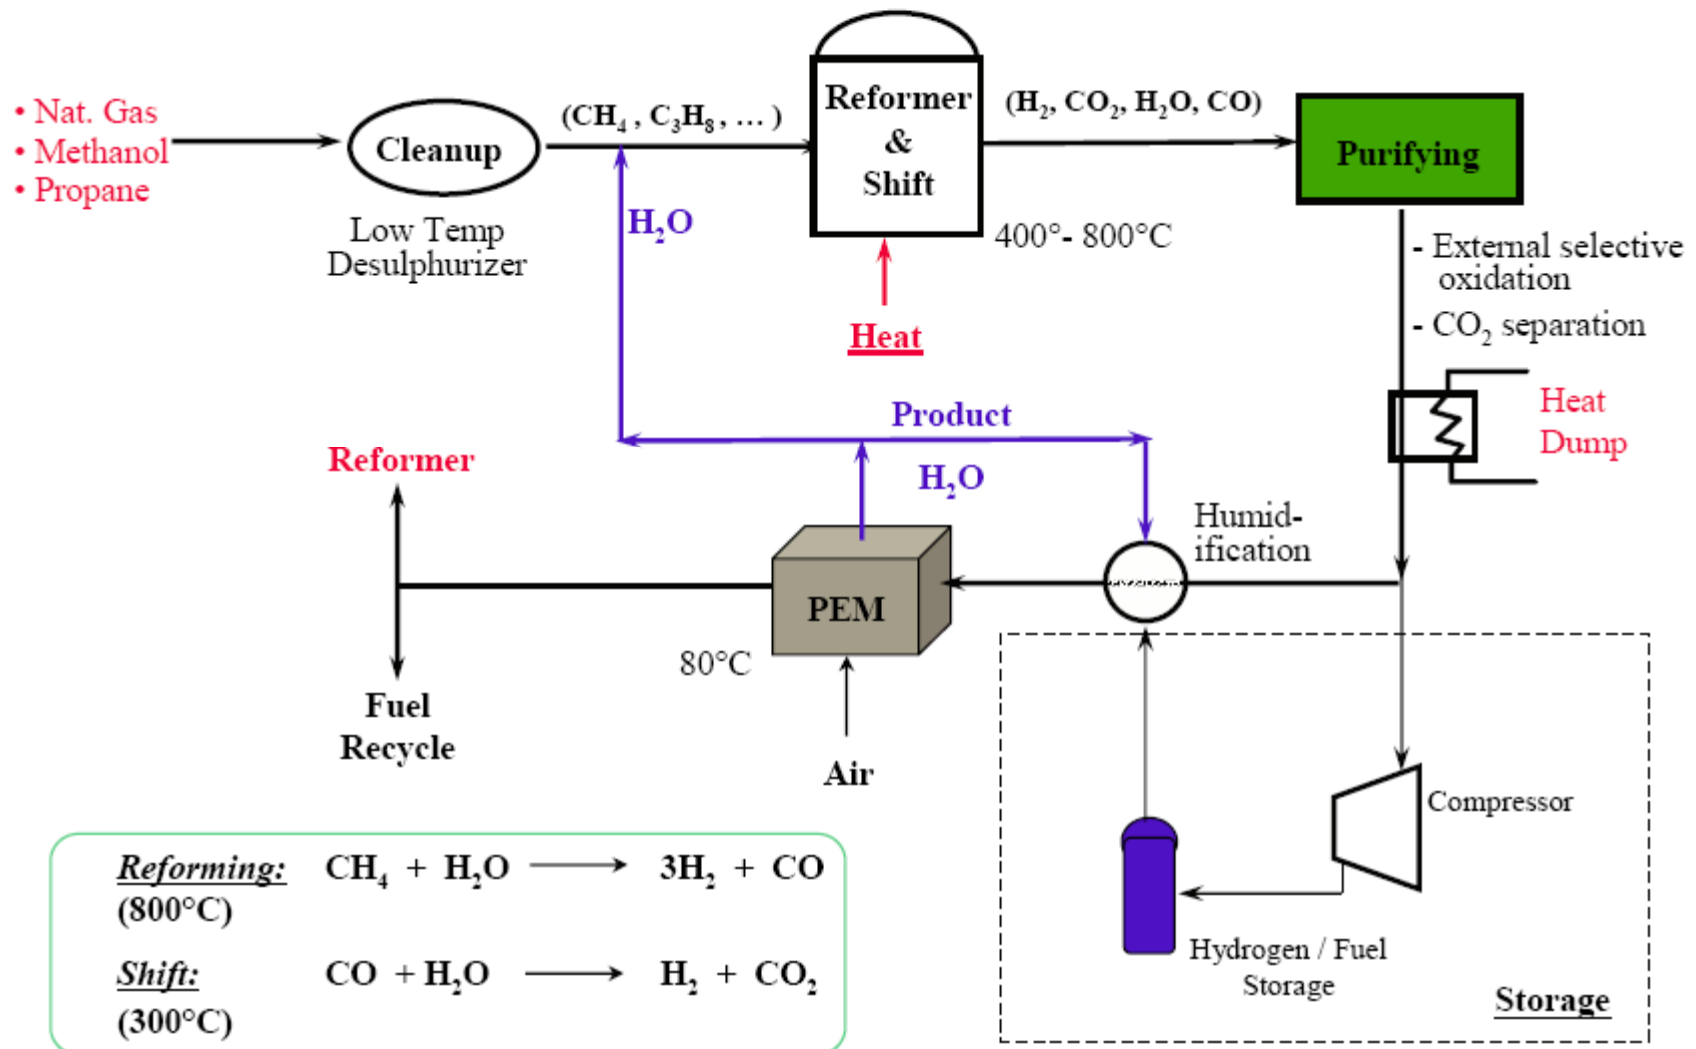 • Nat. Gas
• Methanol
• Propane
Cleanup
Low Temp
Desulphurizer
(CH₄ , C₃H₈ , … )
H₂O
Reformer
&
Shift
400°- 800°C
Heat
(H₂, CO₂, H₂O, CO)
Purifying
- External selective
oxidation
- CO₂ separation
Heat
Dump
Product
H₂O
Reformer
Humid-
ification
PEM
80°C
Fuel
Recycle
Air
Compressor
Hydrogen / Fuel
Storage
Storage
Reforming: CH₄ + H₂O ⟶ 3H₂ + CO
(800°C)
Shift: CO + H₂O ⟶ H₂ + CO₂
(300°C)